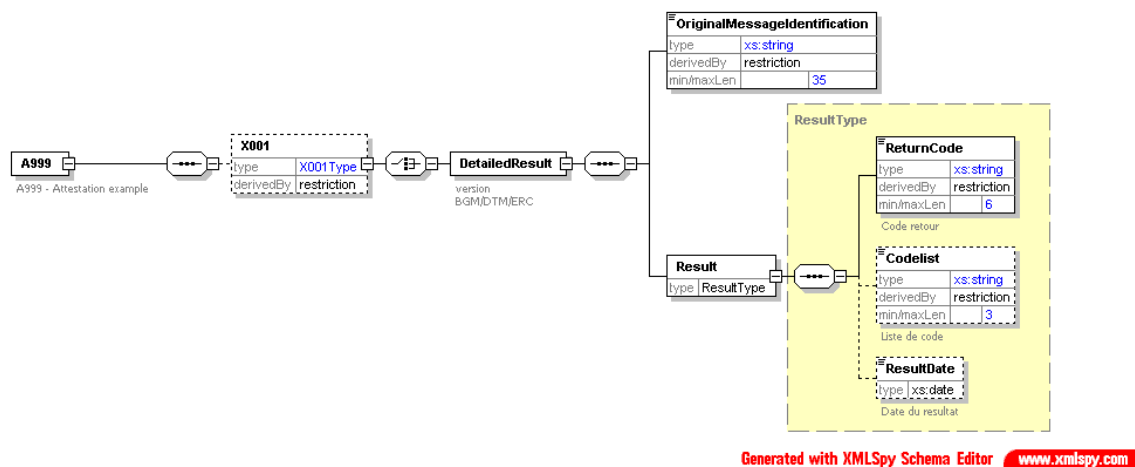 OriginalMessageIdentification
type xs:string
derivedBy restriction
min/maxLen 35
ResultType
X001
type X001Type
derivedBy restriction
A999
A999 - Attestation example
DetailedResult
version
BGM/DTM/ERC
ReturnCode
type xs:string
derivedBy restriction
min/maxLen 6
Code retour
Result
type ResultType
Codelist
type xs:string
derivedBy restriction
min/maxLen 3
Liste de code
ResultDate
type xs:date
Date du resultat
Generated with XMLSpy Schema Editor www.xmlspy.com